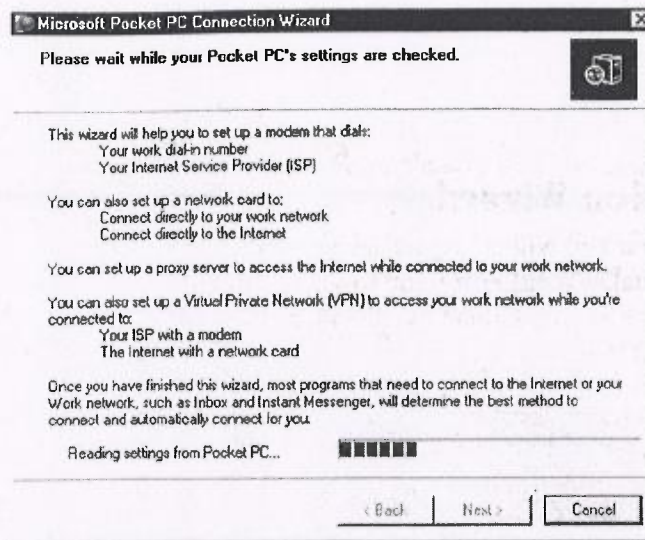 Microsoft Pocket PC Connection Wizard
Please wait while your Pocket PC's settings are checked.
This wizard will help you to set up a modem that dials:
Your work dial-in number
Your Internet Service Provider (ISP)
You can also set up a network card to:
Connect directly to your work network
Connect directly to the Internet
You can set up a proxy server to access the Internet while connected to your work network.
You can also set up a Virtual Private Network (VPN) to access your work network while you're
connected to:
Your ISP with a modem
The Internet with a network card
Once you have finished this wizard, most programs that need to connect to the Internet or your
Work network, such as Inbox and Instant Messenger, will determine the best method to
connect and automatically connect for you.
Reading settings from Pocket PC...
< Back Next > Cancel